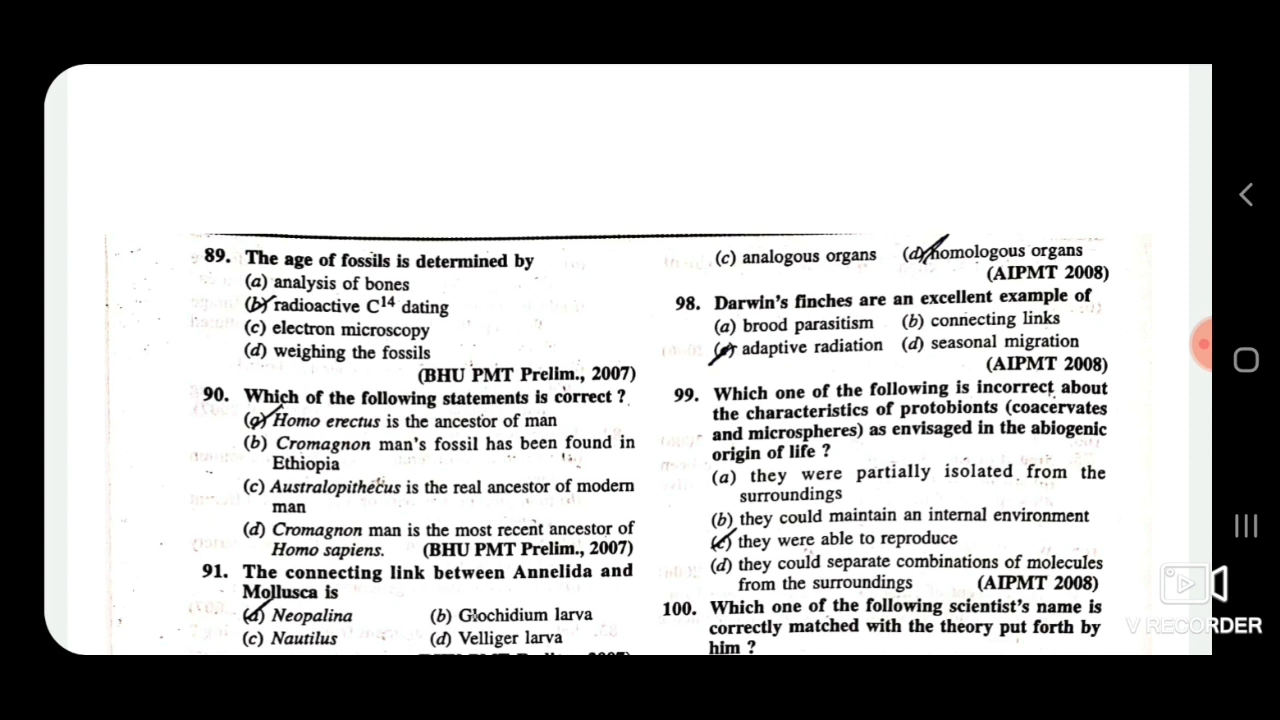 89. The age of fossils is determined by
(a) analysis of bones
(b) radioactive C14 dating
(c) electron microscopy
(d) weighing the fossils
(BHU PMT Prelim., 2007)
90. Which of the following statements is correct ?
(a) Homo erectus is the ancestor of man
(b) Cromagnon man's fossil has been found in
Ethiopia
(c) Australopithecus is the real ancestor of modern
man
(d) Cromagnon man is the most recent ancestor of
Homo sapiens. (BHU PMT Prelim., 2007)
91. The connecting link between Annelida and
Mollusca is
(a) Neopalina (b) Glochidium larva
(c) Nautilus (d) Velliger larva
(c) analogous organs (d) homologous organs
(AIPMT 2008)
98. Darwin's finches are an excellent example of
(a) brood parasitism (b) connecting links
(c) adaptive radiation (d) seasonal migration
(AIPMT 2008)
99. Which one of the following is incorrect about
the characteristics of protobionts (coacervates
and microspheres) as envisaged in the abiogenic
origin of life ?
(a) they were partially isolated from the
surroundings
(b) they could maintain an internal environment
(c) they were able to reproduce
(d) they could separate combinations of molecules
from the surroundings (AIPMT 2008)
100. Which one of the following scientist's name is
correctly matched with the theory put forth by
him ?
V RECORDER